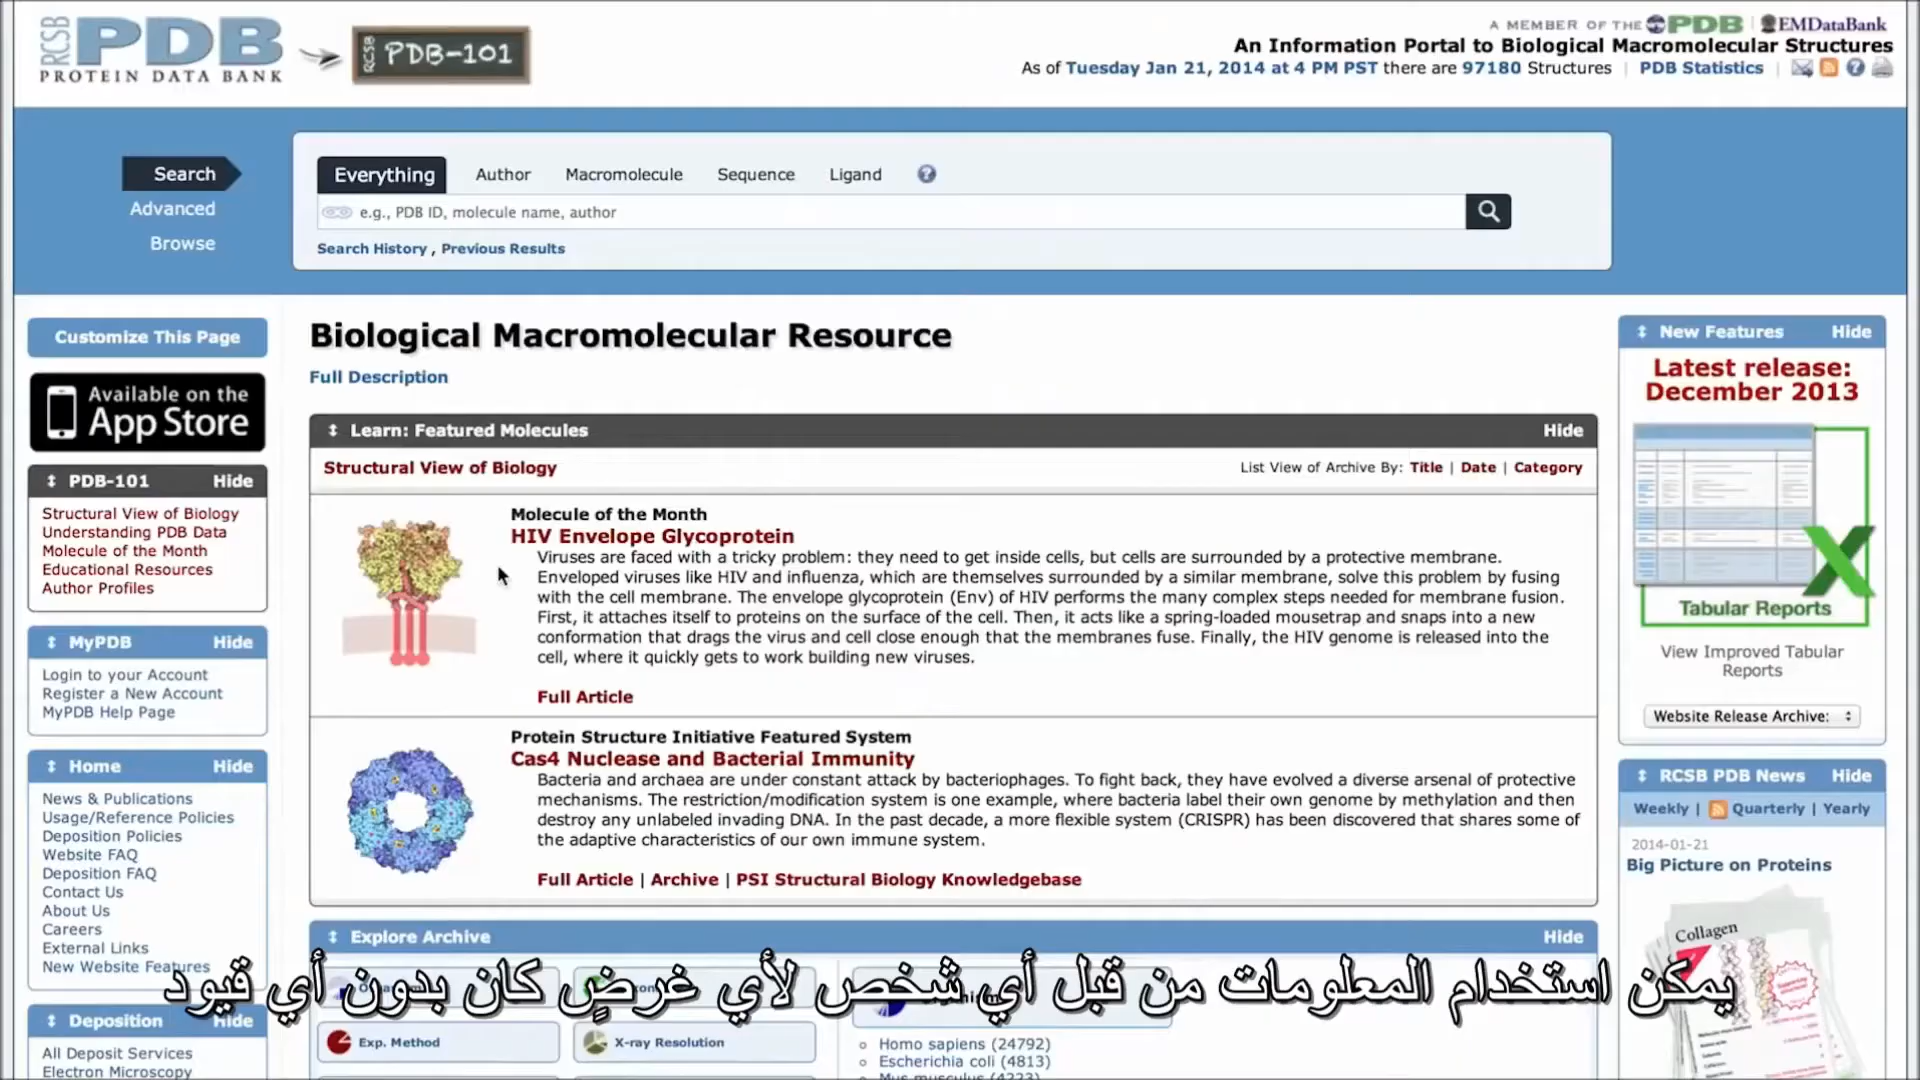 RCSB
PDB
PROTEIN DATA BANK
RCSB PDB-101
A MEMBER OF THE PDB | EMDataBank
An Information Portal to Biological Macromolecular Structures
As of Tuesday Jan 21, 2014 at 4 PM PST there are 97180 Structures | PDB Statistics |
Search
Advanced
Browse
Everything Author Macromolecule Sequence Ligand ?
e.g., PDB ID, molecule name, author
Search History , Previous Results
Customize This Page
Available on the
App Store
PDB-101 Hide
Structural View of Biology
Understanding PDB Data
Molecule of the Month
Educational Resources
Author Profiles
MyPDB Hide
Login to your Account
Register a New Account
MyPDB Help Page
Home Hide
News & Publications
Usage/Reference Policies
Deposition Policies
Website FAQ
Deposition FAQ
Contact Us
About Us
Careers
External Links
New Website Features
Deposition Hide
All Deposit Services
Electron Microscopy
Biological Macromolecular Resource
Full Description
Learn: Featured Molecules Hide
Structural View of Biology List View of Archive By: Title | Date | Category
Molecule of the Month
HIV Envelope Glycoprotein
Viruses are faced with a tricky problem: they need to get inside cells, but cells are surrounded by a protective membrane.
Enveloped viruses like HIV and influenza, which are themselves surrounded by a similar membrane, solve this problem by fusing
with the cell membrane. The envelope glycoprotein (Env) of HIV performs the many complex steps needed for membrane fusion.
First, it attaches itself to proteins on the surface of the cell. Then, it acts like a spring-loaded mousetrap and snaps into a new
conformation that drags the virus and cell close enough that the membranes fuse. Finally, the HIV genome is released into the
cell, where it quickly gets to work building new viruses.
Full Article
Protein Structure Initiative Featured System
Cas4 Nuclease and Bacterial Immunity
Bacteria and archaea are under constant attack by bacteriophages. To fight back, they have evolved a diverse arsenal of protective
mechanisms. The restriction/modification system is one example, where bacteria label their own genome by methylation and then
destroy any unlabeled invading DNA. In the past decade, a more flexible system (CRISPR) has been discovered that shares some of
the adaptive characteristics of our own immune system.
Full Article | Archive | PSI Structural Biology Knowledgebase
Explore Archive Hide
Exp. Method X-ray Resolution
Homo sapiens (24792)
Escherichia coli (4813)
Mus musculus (4223)
New Features Hide
Latest release:
December 2013
Tabular Reports
View Improved Tabular
Reports
Website Release Archive:
RCSB PDB News Hide
Weekly | Quarterly | Yearly
2014-01-21
Big Picture on Proteins
Collagen
يمكن استخدام المعلومات من قبل أي شخص لأي غرضٍ كان بدون أي قيود